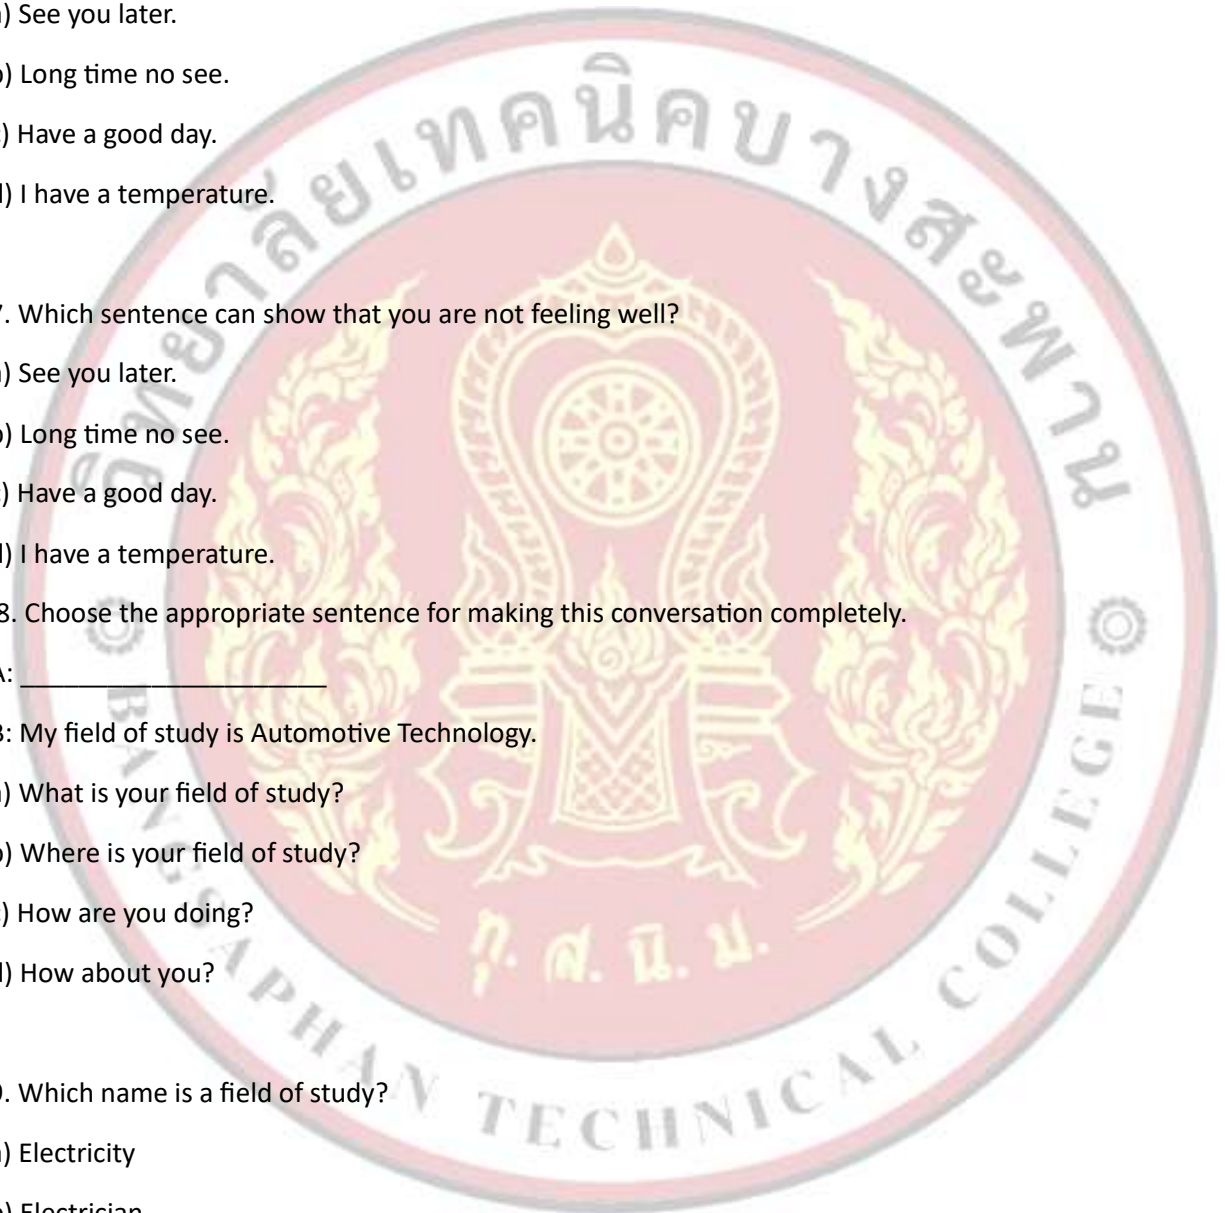 ) See you later.
) Long time no see.
) Have a good day.
) I have a temperature.
7. Which sentence can show that you are not feeling well?
) See you later.
) Long time no see.
) Have a good day.
) I have a temperature.
8. Choose the appropriate sentence for making this conversation completely.
A: ______________________
B: My field of study is Automotive Technology.
) What is your field of study?
) Where is your field of study?
) How are you doing?
) How about you?
9. Which name is a field of study?
) Electricity
) Electrician
วิทยาลัยเทคนิคบางสะพาน
ทุ. ส. นิ. ม.
BANGSAPHAN TECHNICAL COLLEGE